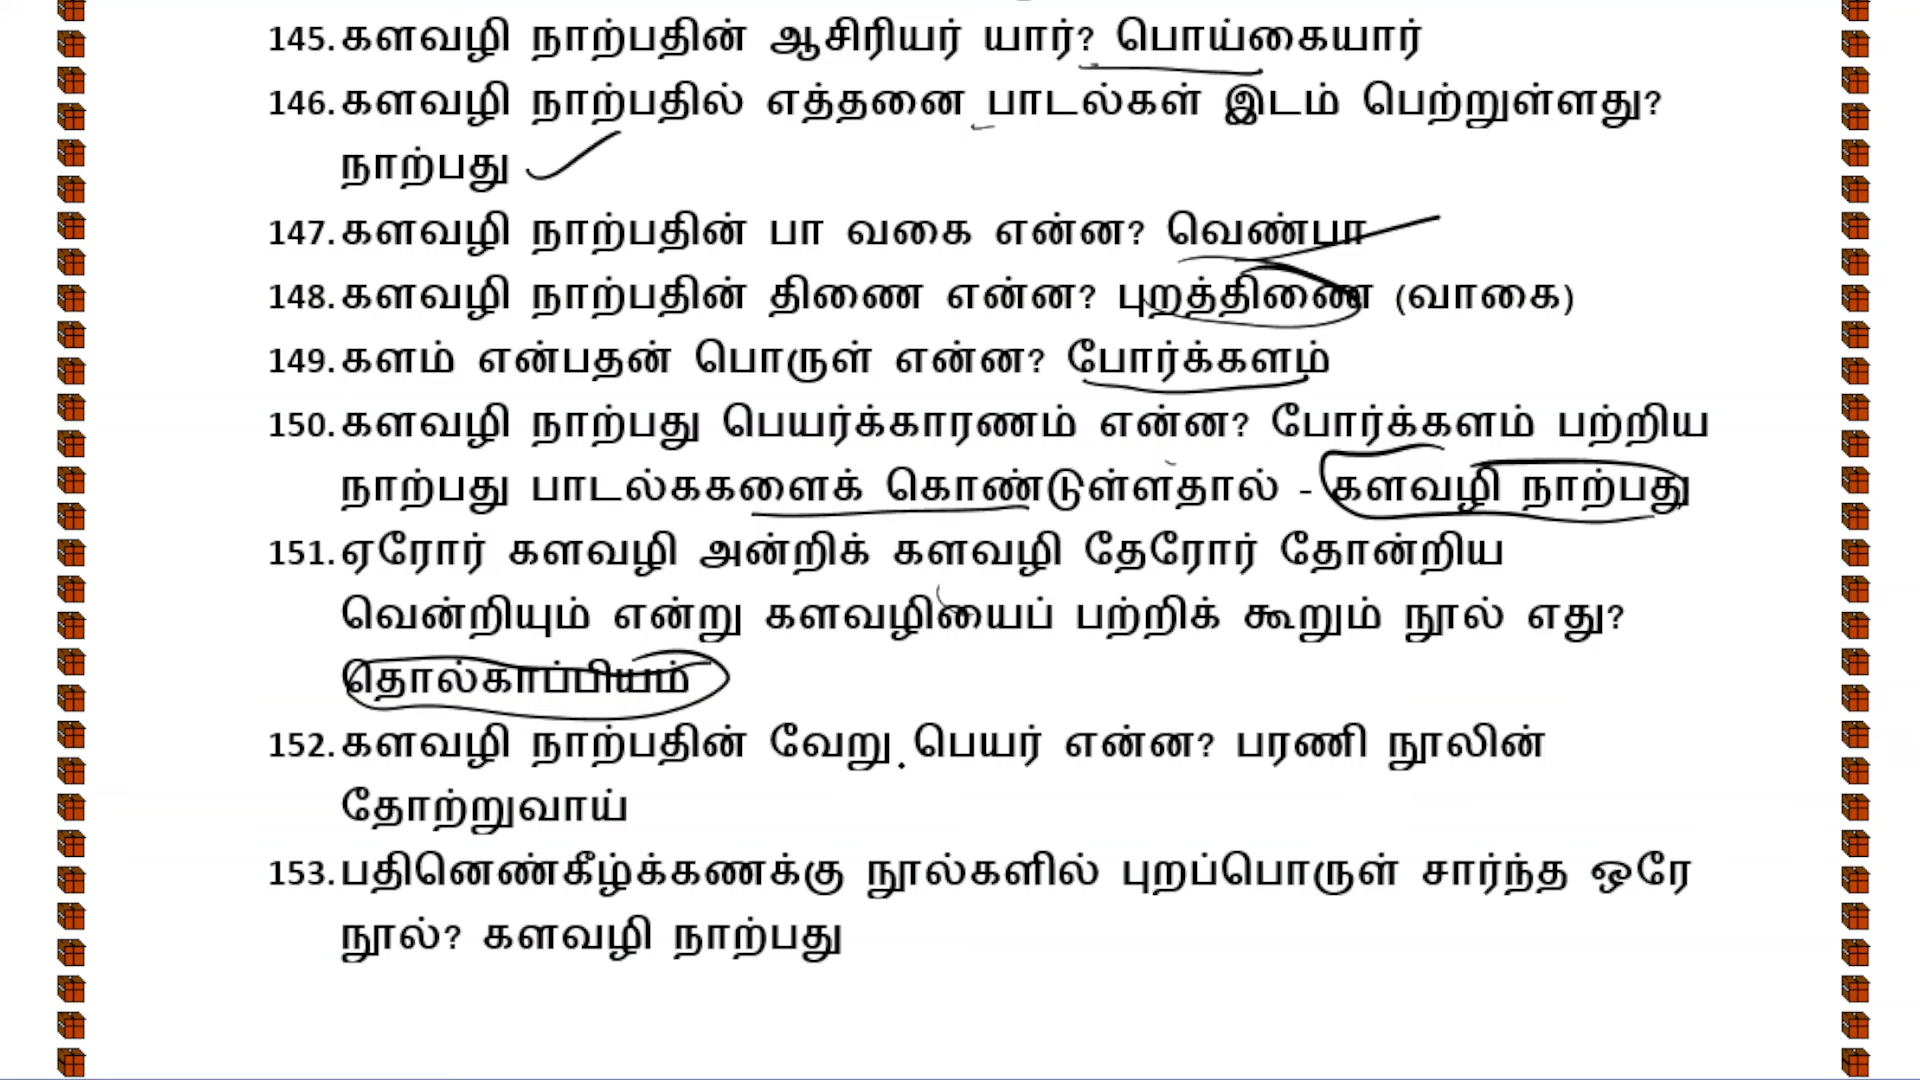 145.களவழி நாற்பதின் ஆசிரியர் யார்? பொய்கையார்
146.களவழி நாற்பதில் எத்தனை பாடல்கள் இடம் பெற்றுள்ளது?
நாற்பது
147.களவழி நாற்பதின் பா வகை என்ன? வெண்பா
148.களவழி நாற்பதின் திணை என்ன? புறத்திணை (வாகை)
149.களம் என்பதன் பொருள் என்ன? போர்க்களம்
150.களவழி நாற்பது பெயர்க்காரணம் என்ன? போர்க்களம் பற்றிய
நாற்பது பாடல்ககளைக் கொண்டுள்ளதால் - களவழி நாற்பது
151.ஏரோர் களவழி அன்றிக் களவழி தேரோர் தோன்றிய
வென்றியும் என்று களவழியைப் பற்றிக் கூறும் நூல் எது?
தொல்காப்பியம்
152.களவழி நாற்பதின் வேறு பெயர் என்ன? பரணி நூலின்
தோற்றுவாய்
153.பதினெண்கீழ்க்கணக்கு நூல்களில் புறப்பொருள் சார்ந்த ஒரே
நூல்? களவழி நாற்பது